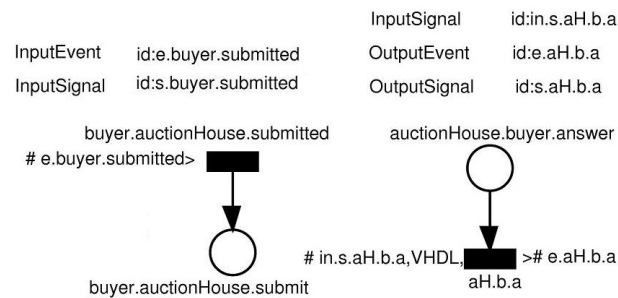 InputSignal id:in.s.aH.b.a
InputEvent id:e.buyer.submitted
OutputEvent id:e.aH.b.a
InputSignal id:s.buyer.submitted
OutputSignal id:s.aH.b.a
buyer.auctionHouse.submitted
auctionHouse.buyer.answer
# e.buyer.submitted>
# in.s.aH.b.a,VHDL, ># e.aH.b.a
aH.b.a
buyer.auctionHouse.submit